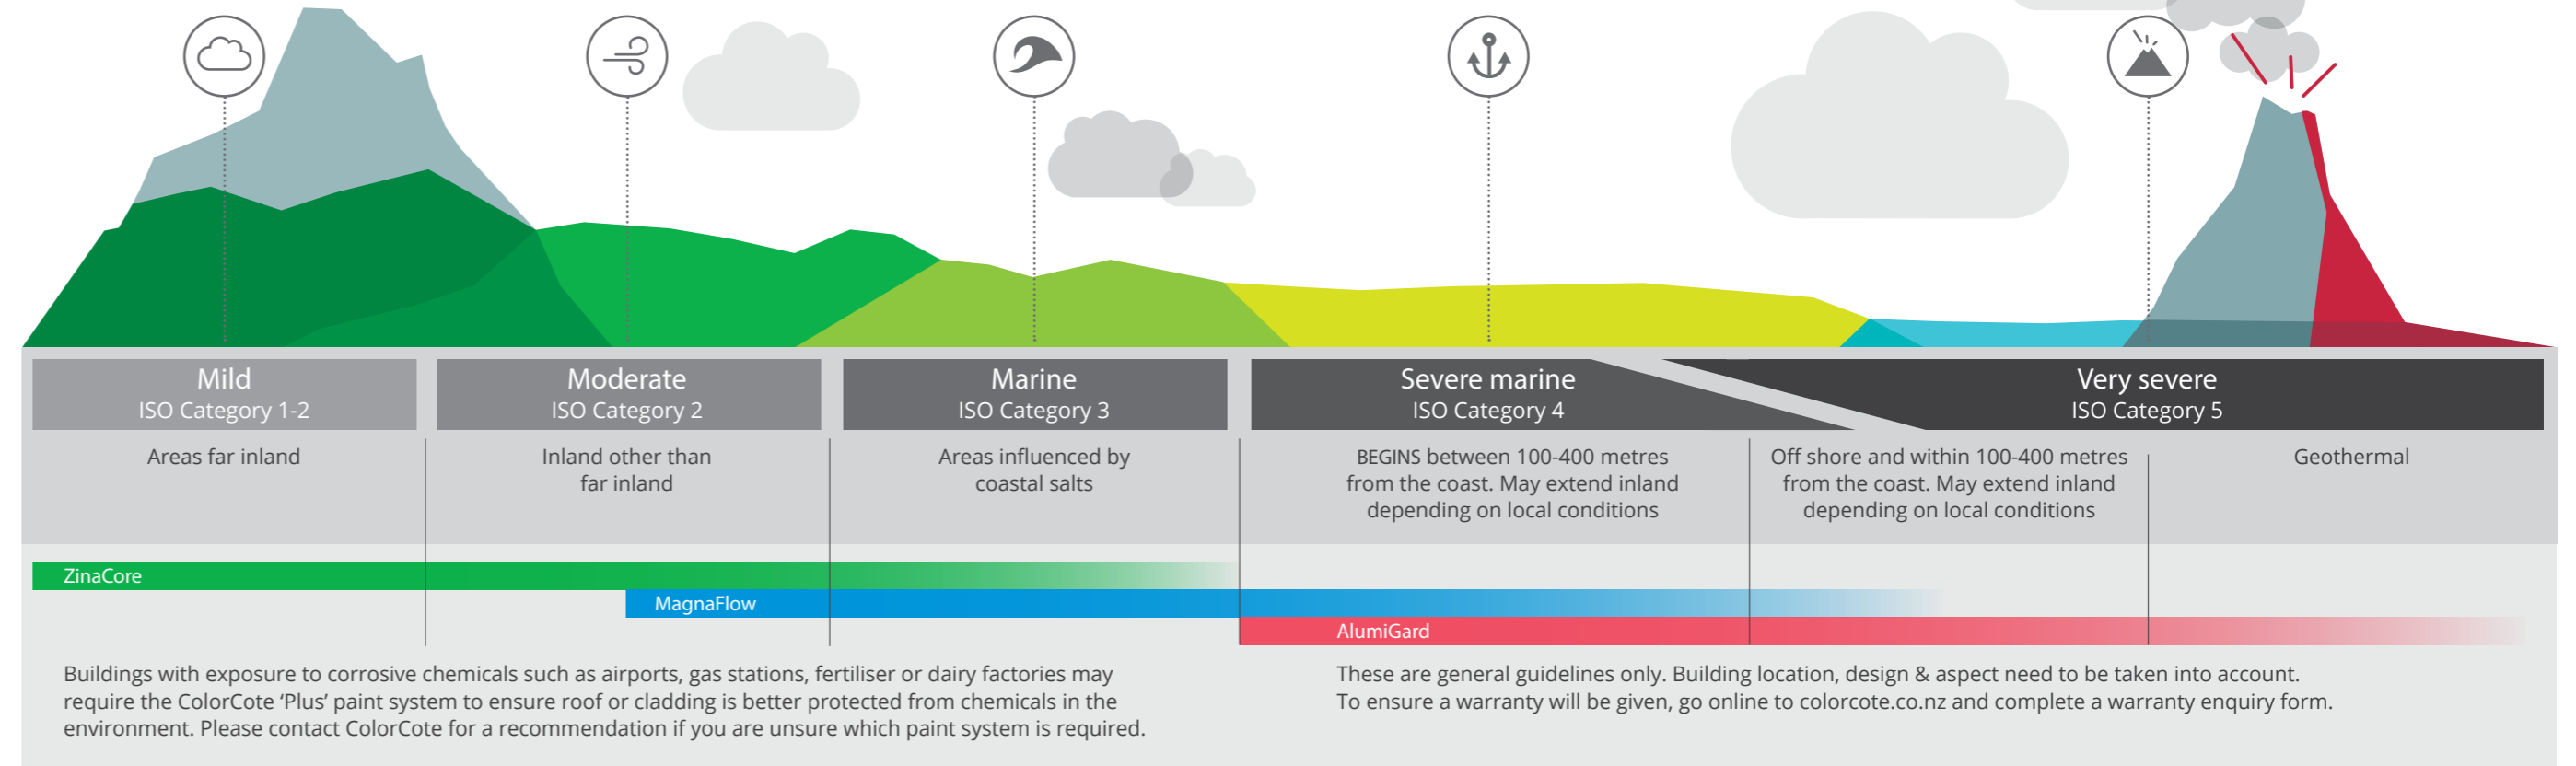 Mild
ISO Category 1-2
Moderate
ISO Category 2
Marine
ISO Category 3
Severe marine
ISO Category 4
Very severe
ISO Category 5
Areas far inland
Inland other than
far inland
Areas influenced by
coastal salts
BEGINS between 100-400 metres
from the coast. May extend inland
depending on local conditions
Off shore and within 100-400 metres
from the coast. May extend inland
depending on local conditions
Geothermal
ZinaCore
MagnaFlow
AlumiGard
Buildings with exposure to corrosive chemicals such as airports, gas stations, fertiliser or dairy factories may
require the ColorCote ‘Plus’ paint system to ensure roof or cladding is better protected from chemicals in the
environment. Please contact ColorCote for a recommendation if you are unsure which paint system is required.
These are general guidelines only. Building location, design & aspect need to be taken into account.
To ensure a warranty will be given, go online to colorcote.co.nz and complete a warranty enquiry form.